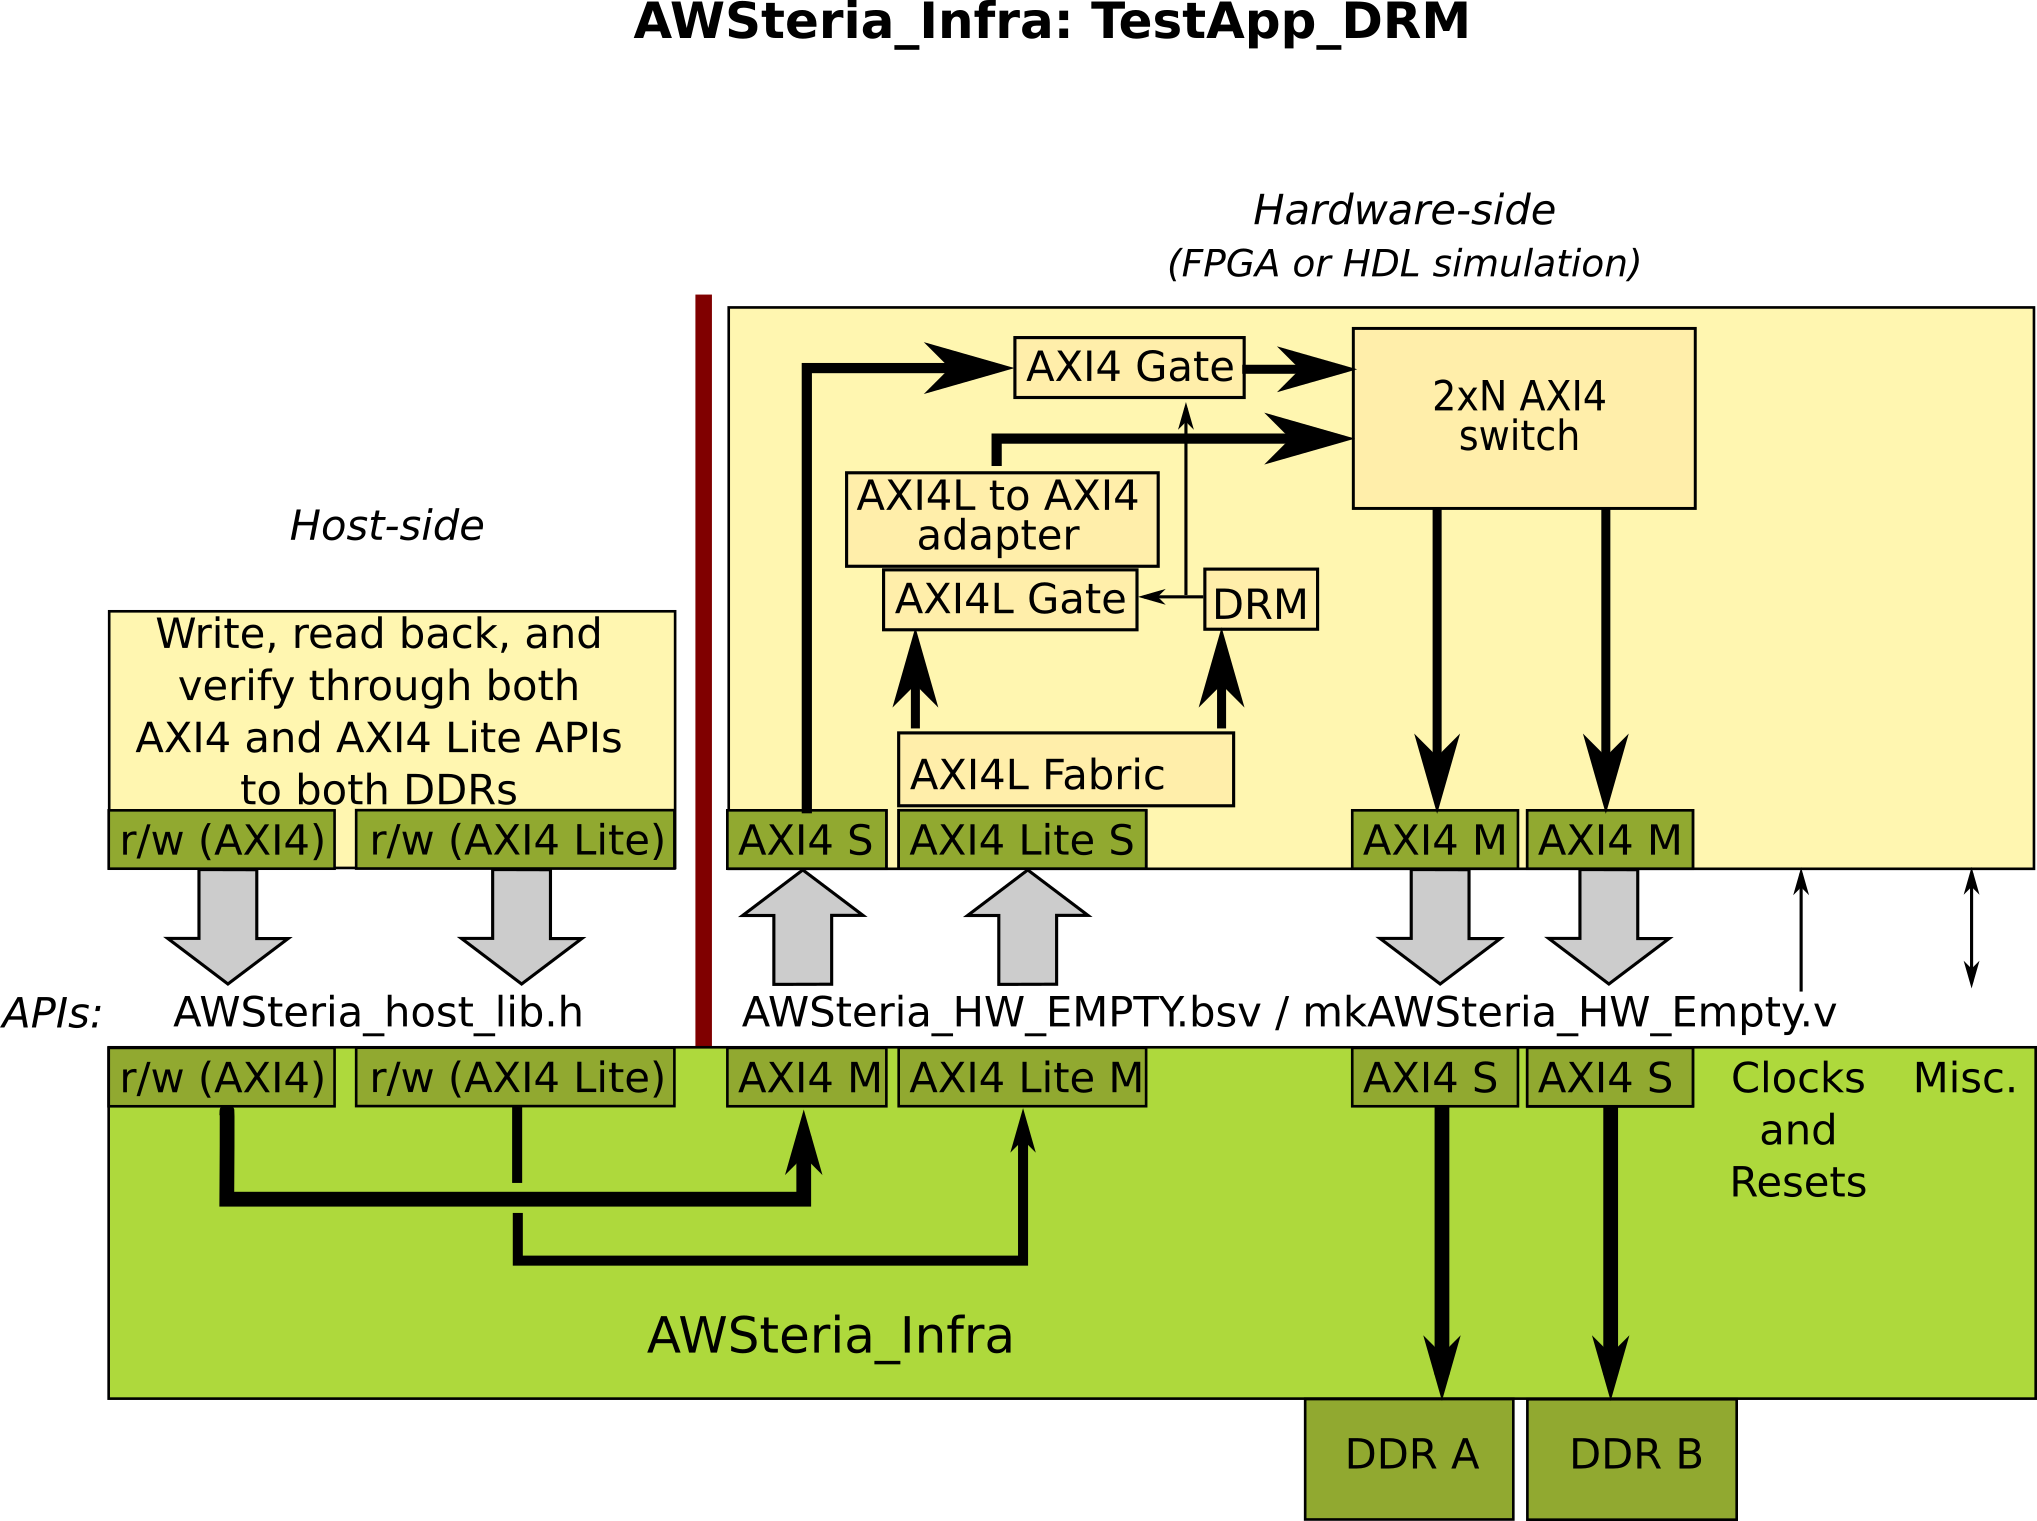 AWSteria_Infra: TestApp_DRM
Hardware-side
(FPGA or HDL simulation)
AXI4 Gate
2xN AXI4
switch
AXI4L to AXI4
adapter
AXI4L Gate
DRM
AXI4L Fabric
Host-side
Write, read back, and
verify through both
AXI4 and AXI4 Lite APIs
to both DDRs
r/w (AXI4)
r/w (AXI4 Lite)
AXI4 S
AXI4 Lite S
AXI4 M
AXI4 M
APIs:
AWSteria_host_lib.h
AWSteria_HW_EMPTY.bsv / mkAWSteria_HW_Empty.v
r/w (AXI4)
r/w (AXI4 Lite)
AXI4 M
AXI4 Lite M
AXI4 S
AXI4 S
Clocks
and
Resets
Misc.
AWSteria_Infra
DDR A
DDR B